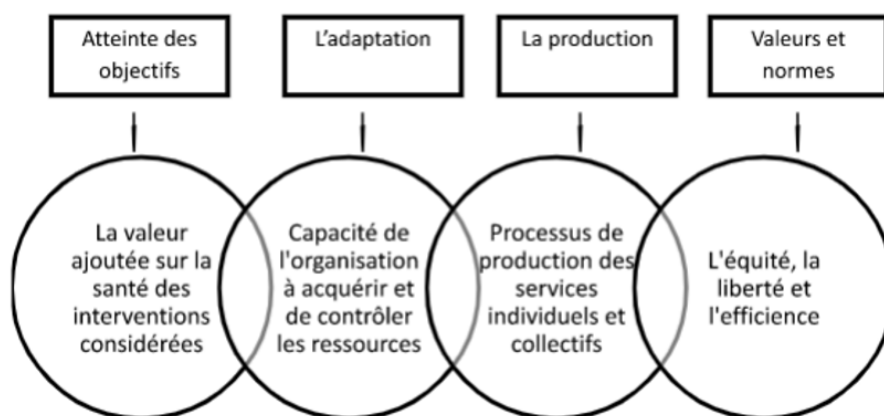 Atteinte des
objectifs
L'adaptation
La production
Valeurs et
normes
La valeur
ajoutée sur la
santé des
interventions
considérées
Capacité de
l'organisation
à acquérir et
de contrôler
les ressources
Processus de
production des
services
individuels et
collectifs
L'équité, la
liberté et
l'efficience